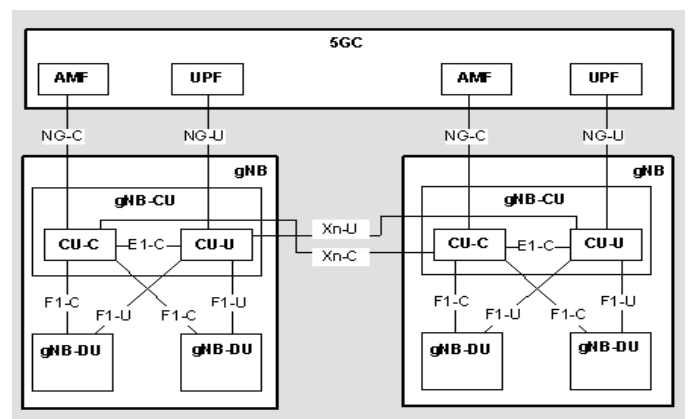 5GC
AMF UPF AMF UPF
NG-C NG-U NG-C NG-U
gNB gNB
gNB-CU gNB-CU
Xn-U
CU-C E1-C CU-U CU-C E1-C CU-U
Xn-C
F1-C F1-U F1-C F1-U
F1-U F1-C F1-U F1-C
gNB-DU gNB-DU gNB-DU gNB-DU